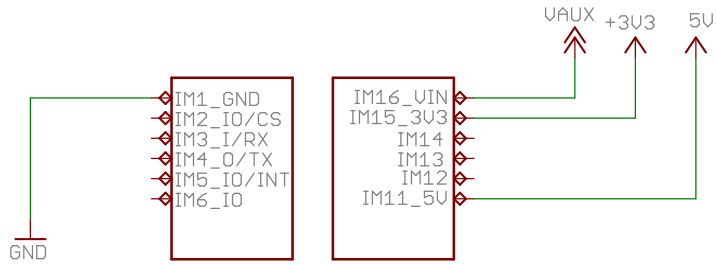 VAUX
+3V3
5V
IM1_GND
IM2_IO/CS
IM3_I/RX
IM4_O/TX
IM5_IO/INT
IM6_IO
IM16_VIN
IM15_3V3
IM14
IM13
IM12
IM11_5V
GND